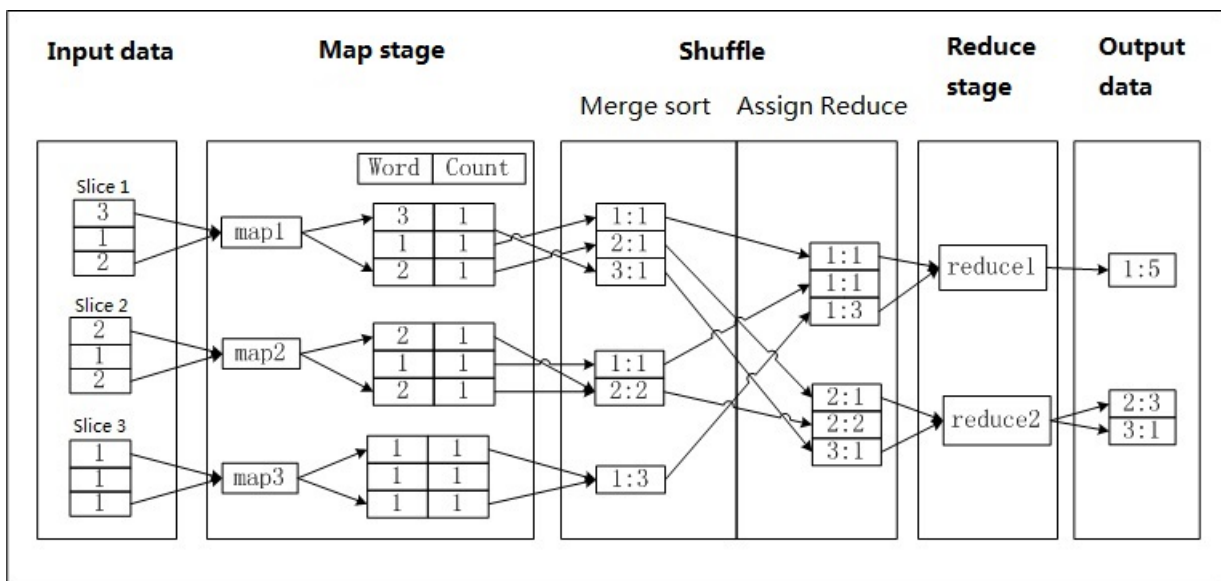 Input data
Map stage
Shuffle
Reduce
stage
Output
data
Merge sort
Assign Reduce
Word Count
Slice 1
3
1
2
map1
3 1
1 1
2 1
1:1
2:1
3:1
1:1
1:1
1:3
reduce1
1:5
Slice 2
2
1
2
map2
2 1
1 1
2 1
1:1
2:2
2:1
2:2
3:1
reduce2
2:3
3:1
Slice 3
1
1
1
map3
1 1
1 1
1 1
1:3